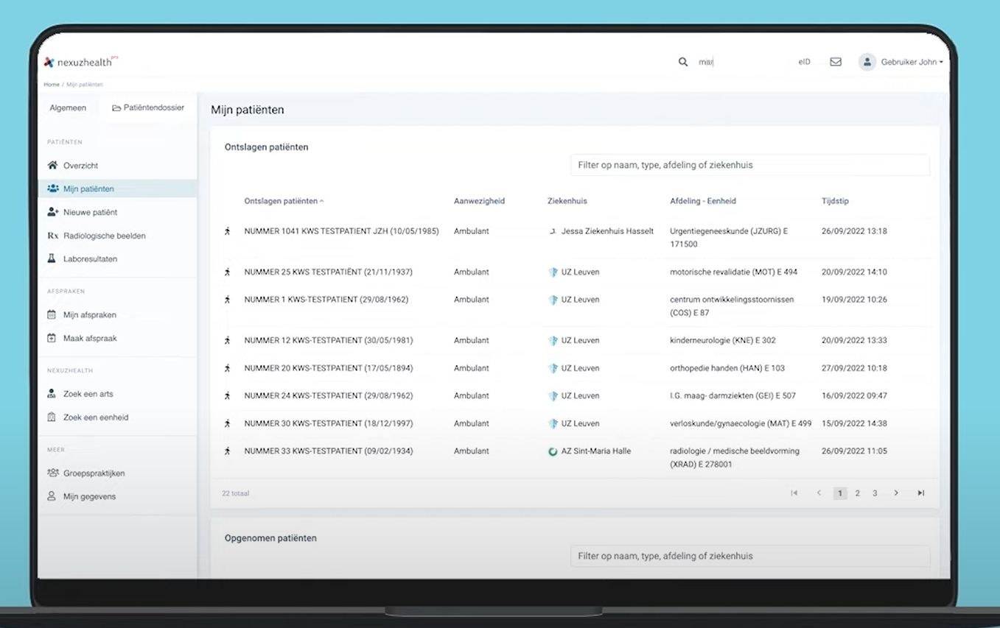 nexuzhealth pro
eID
Gebruiker John
Home / Mijn patiënten
Algemeen
Patiëntendossier
PATIËNTEN
Overzicht
Mijn patiënten
Nieuwe patiënt
Rx Radiologische beelden
Laboresultaten
AFSPRAKEN
Mijn afspraken
Maak afspraak
NEXUZHEALTH
Zoek een arts
Zoek een eenheid
MEER
Groepspraktijken
Mijn gegevens
Mijn patiënten
Ontslagen patiënten
Filter op naam, type, afdeling of ziekenhuis
Ontslagen patiënten Aanwezigheid Ziekenhuis Afdeling - Eenheid Tijdstip
NUMMER 1041 KWS TESTPATIENT JZH (10/05/1985) Ambulant Jessa Ziekenhuis Hasselt Urgentiegeneeskunde (JZURG) E 26/09/2022 13:18
171500
NUMMER 25 KWS TESTPATIËNT (21/11/1937) Ambulant UZ Leuven motorische revalidatie (MOT) E 494 20/09/2022 14:10
NUMMER 1 KWS-TESTPATIENT (29/08/1962) Ambulant UZ Leuven centrum ontwikkelingsstoornissen 19/09/2022 10:26
(COS) E 87
NUMMER 12 KWS-TESTPATIENT (30/05/1981) Ambulant UZ Leuven kinderneurologie (KNE) E 302 20/09/2022 13:33
NUMMER 20 KWS-TESTPATIENT (17/05/1894) Ambulant UZ Leuven orthopedie handen (HAN) E 103 27/09/2022 10:18
NUMMER 24 KWS-TESTPATIENT (29/08/1962) Ambulant UZ Leuven I.G. maag- darmziekten (GEI) E 507 16/09/2022 09:47
NUMMER 30 KWS-TESTPATIENT (18/12/1997) Ambulant UZ Leuven verloskunde/gynaecologie (MAT) E 499 15/09/2022 14:38
NUMMER 33 KWS-TESTPATIENT (09/02/1934) Ambulant AZ Sint-Maria Halle radiologie / medische beeldvorming 26/09/2022 11:05
(XRAD) E 278001
22 totaal
1 2 3
Opgenomen patiënten
Filter op naam, type, afdeling of ziekenhuis